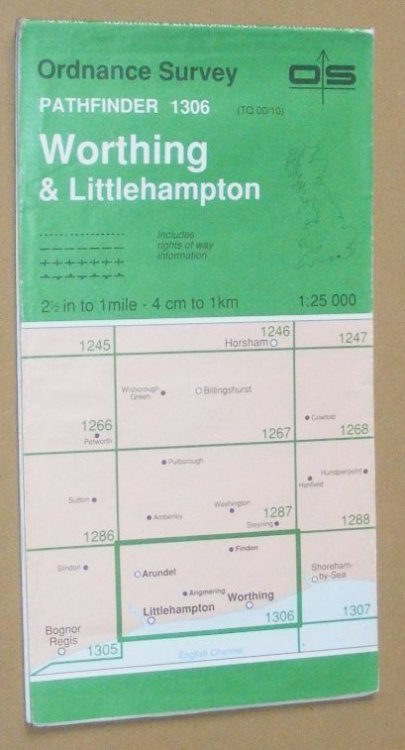 Ordnance Survey
OS
PATHFINDER 1306 (TQ 00/10)
Worthing
& Littlehampton
Includes
rights of way
information
2½ in to 1mile - 4 cm to 1km 1:25 000
1245
1246
1247
Horsham
Wisborough
Green
Billingshurst
1266
Petworth
1267
Cowfold
1268
Pulborough
Hurstpierpoint
Henfield
Sutton
Amberley
Washington
1287
Steyning
1288
1286
Slindon
Findon
Arundel
Angmering
Shoreham-
by-Sea
Littlehampton
Worthing
1306
1307
Bognor
Regis
1305
English Channel